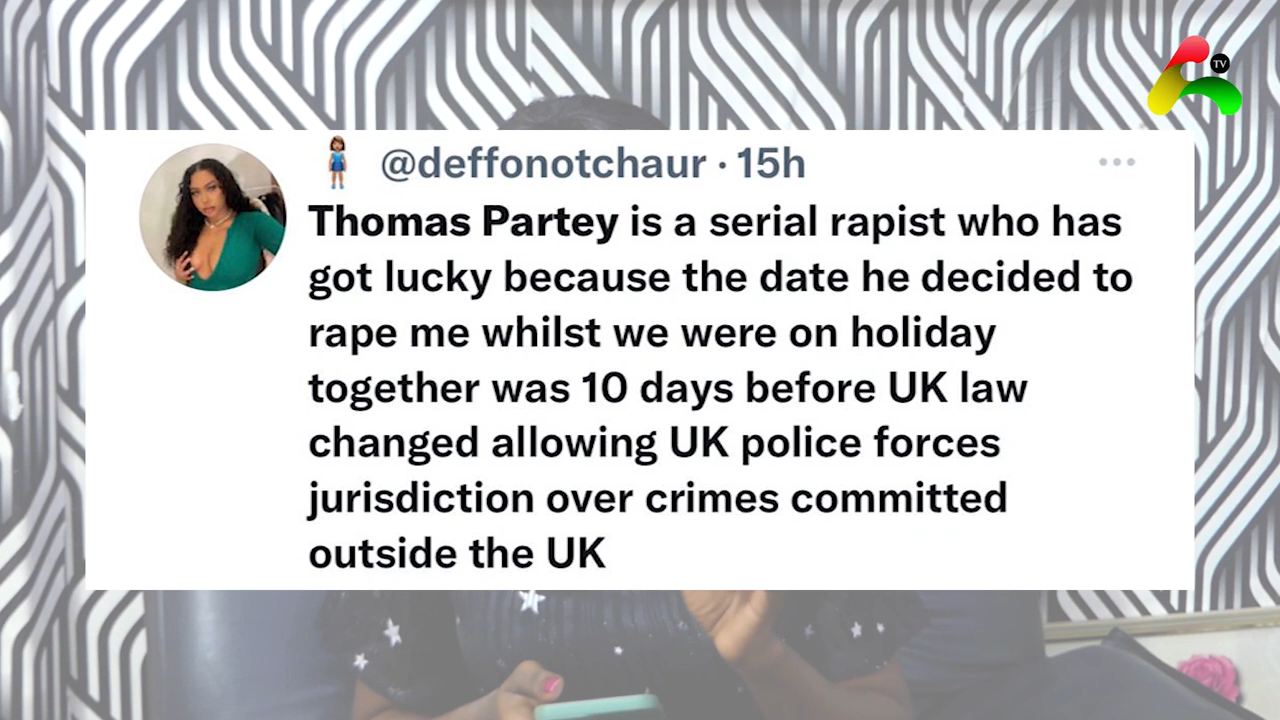 TV
@deffonotchaur · 15h
Thomas Partey is a serial rapist who has
got lucky because the date he decided to
rape me whilst we were on holiday
together was 10 days before UK law
changed allowing UK police forces
jurisdiction over crimes committed
outside the UK